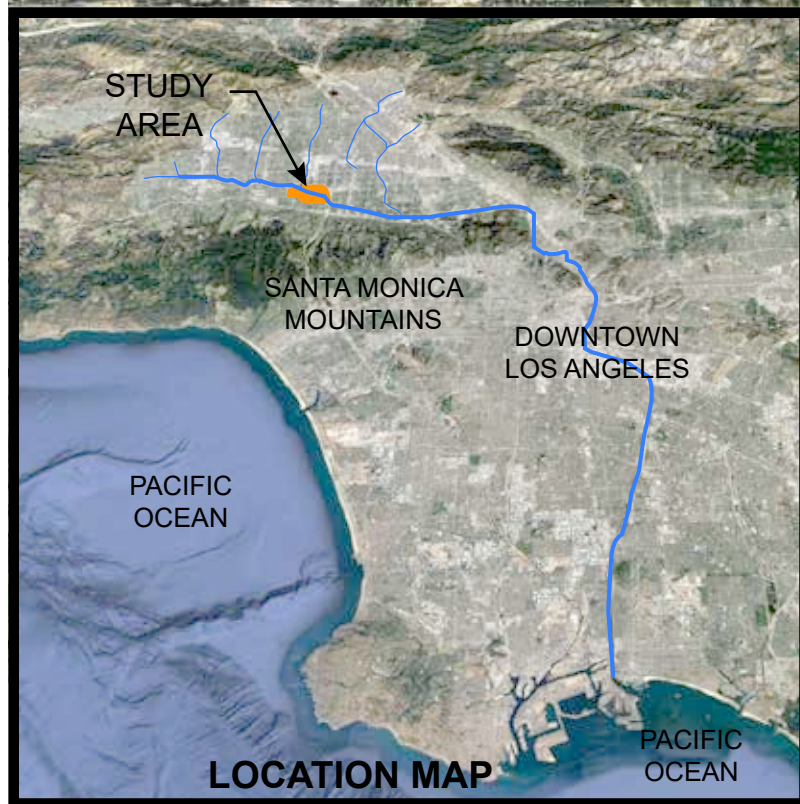 STUDY
AREA
SANTA MONICA
MOUNTAINS
DOWNTOWN
LOS ANGELES
PACIFIC
OCEAN
PACIFIC
OCEAN
LOCATION MAP